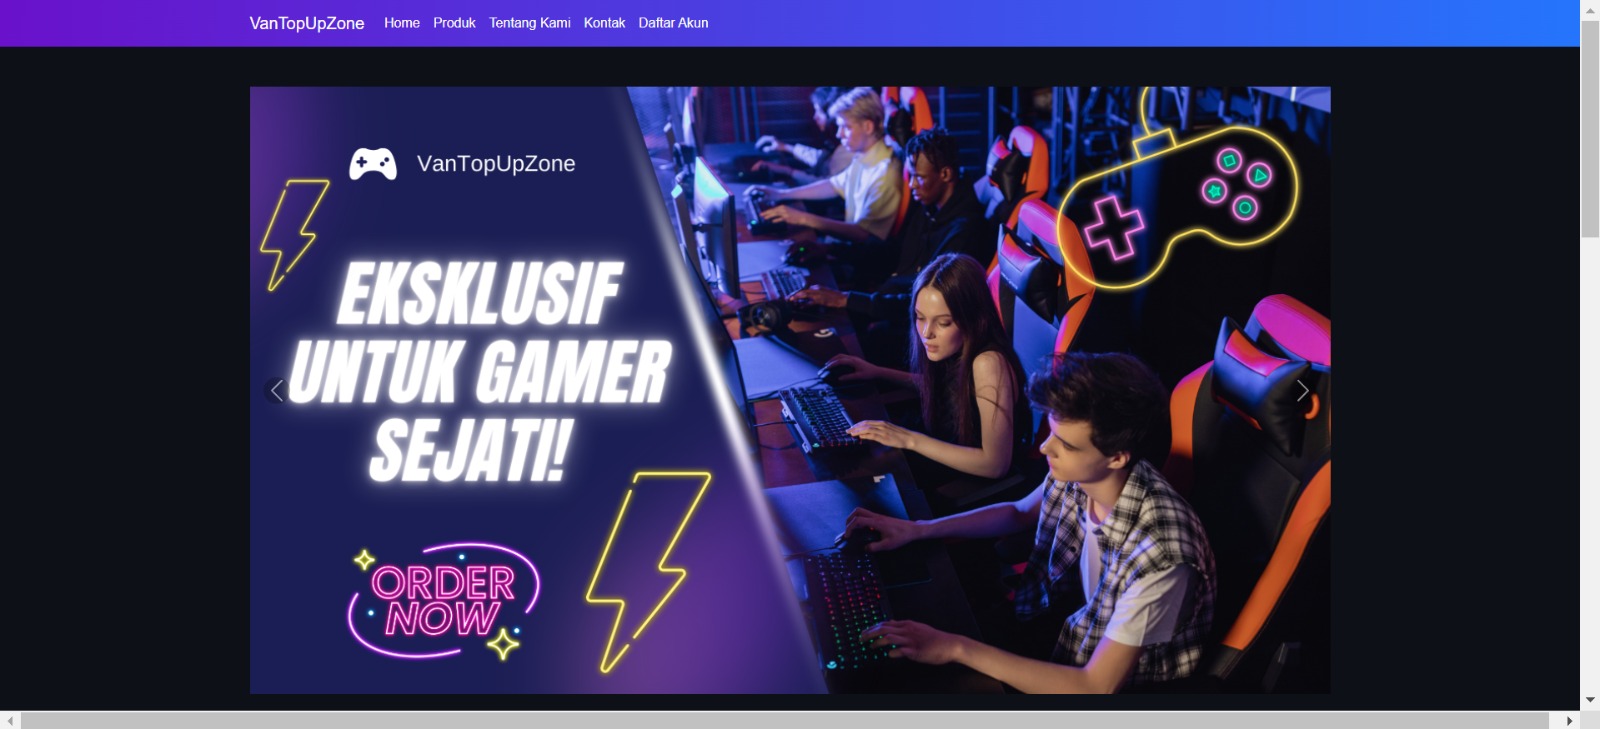 VanTopUpZone Home Produk Tentang Kami Kontak Daftar Akun
VanTopUpZone
EKSKLUSIF
UNTUK GAMER
SEJATI!
ORDER
NOW